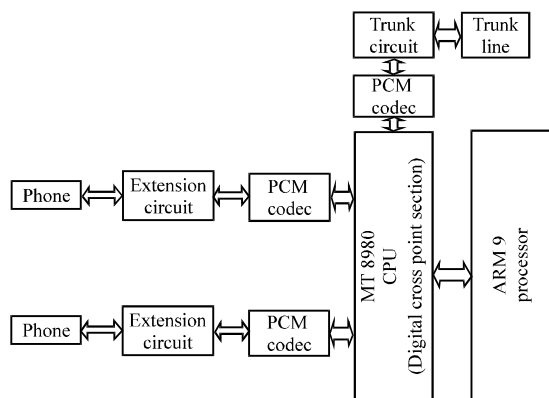 Trunk
circuit
Trunk
line
PCM
codec
Phone
Extension
circuit
PCM
codec
MT 8980
CPU
(Digital cross point section)
ARM 9
processor
Phone
Extension
circuit
PCM
codec